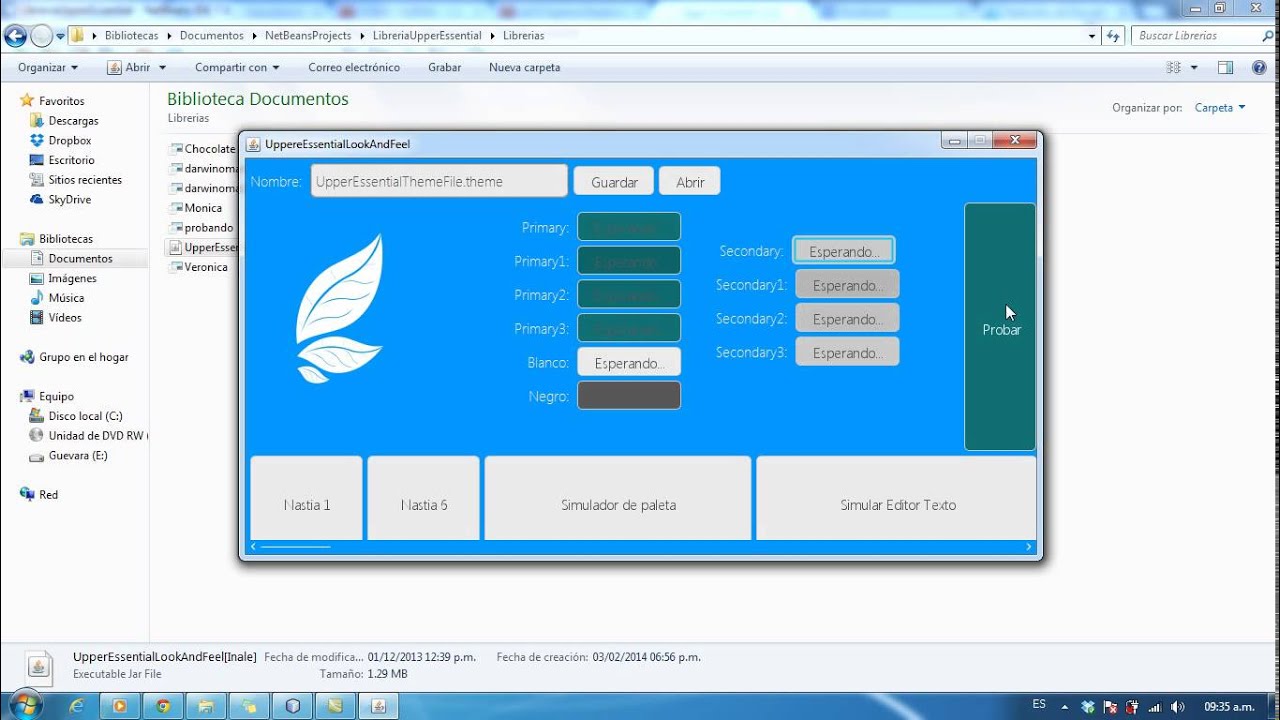 Bibliotecas Documentos NetBeansProjects LibreriaUpperEssential Librerias Buscar Librerias
Organizar Abrir Compartir con Correo electrónico Grabar Nueva carpeta
Favoritos
Descargas
Dropbox
Escritorio
Sitios recientes
SkyDrive
Bibliotecas
Documentos
Imágenes
Música
Vídeos
Grupo en el hogar
Equipo
Disco local (C:)
Unidad de DVD RW (
Guevara (E:)
Red
Biblioteca Documentos
Librerias
Organizar por: Carpeta
Chocolate
darwinoma
darwinoma
Monica
probando
UpperEssen
Veronica
UppereEssentialLookAndFeel
Nombre: UpperEssentialThemeFile.theme Guardar Abrir
Primary: Esperando...
Primary1: Esperando...
Primary2: Esperando...
Primary3: Esperando...
Blanco: Esperando...
Negro:
Secondary: Esperando...
Secondary1: Esperando...
Secondary2: Esperando...
Secondary3: Esperando...
Probar
Nastia 1 Nastia 6 Simulador de paleta Simular Editor Texto
UpperEssentialLookAndFeel[Inale] Fecha de modifica... 01/12/2013 12:39 p.m. Fecha de creación: 03/02/2014 06:56 p.m.
Executable Jar File Tamaño: 1.29 MB
ES 09:35 a.m.